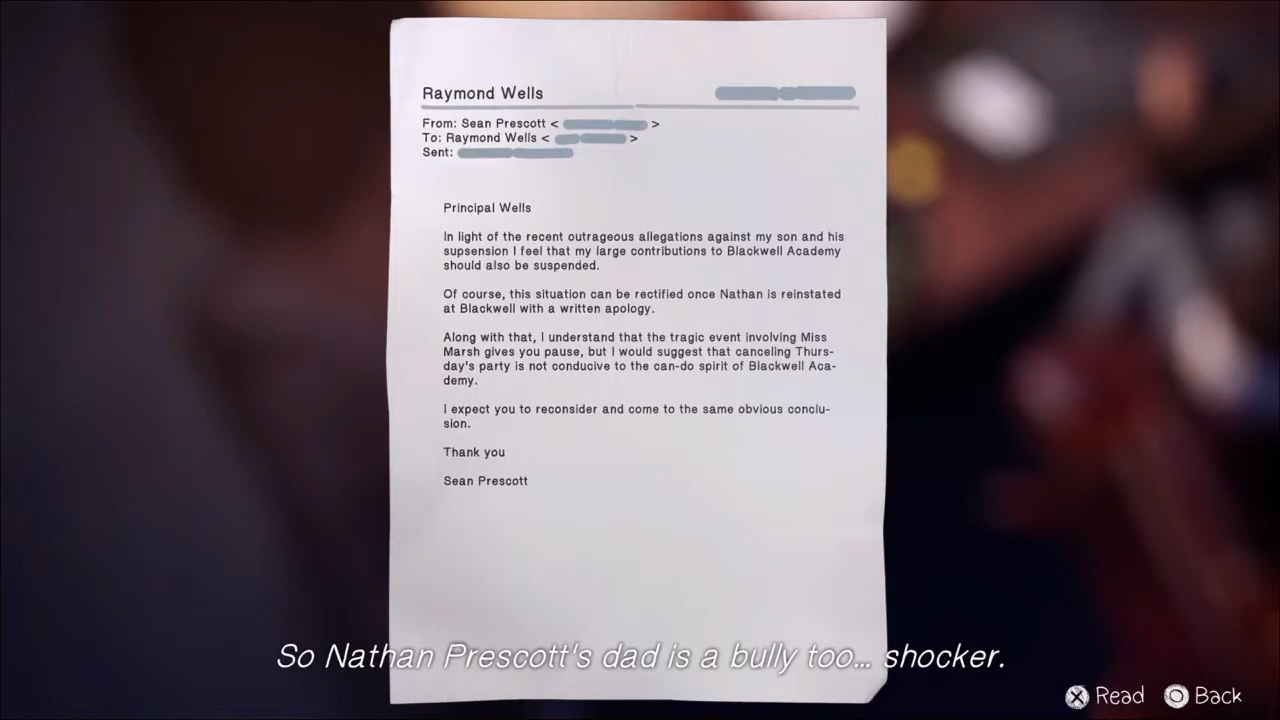 Raymond Wells
From: Sean Prescott < >
To: Raymond Wells < >
Sent:
Principal Wells
In light of the recent outrageous allegations against my son and his
supsension I feel that my large contributions to Blackwell Academy
should also be suspended.
Of course, this situation can be rectified once Nathan is reinstated
at Blackwell with a written apology.
Along with that, I understand that the tragic event involving Miss
Marsh gives you pause, but I would suggest that canceling Thurs-
day's party is not conducive to the can-do spirit of Blackwell Aca-
demy.
I expect you to reconsider and come to the same obvious conclu-
sion.
Thank you
Sean Prescott
So Nathan Prescott's dad is a bully too... shocker.
Read Back